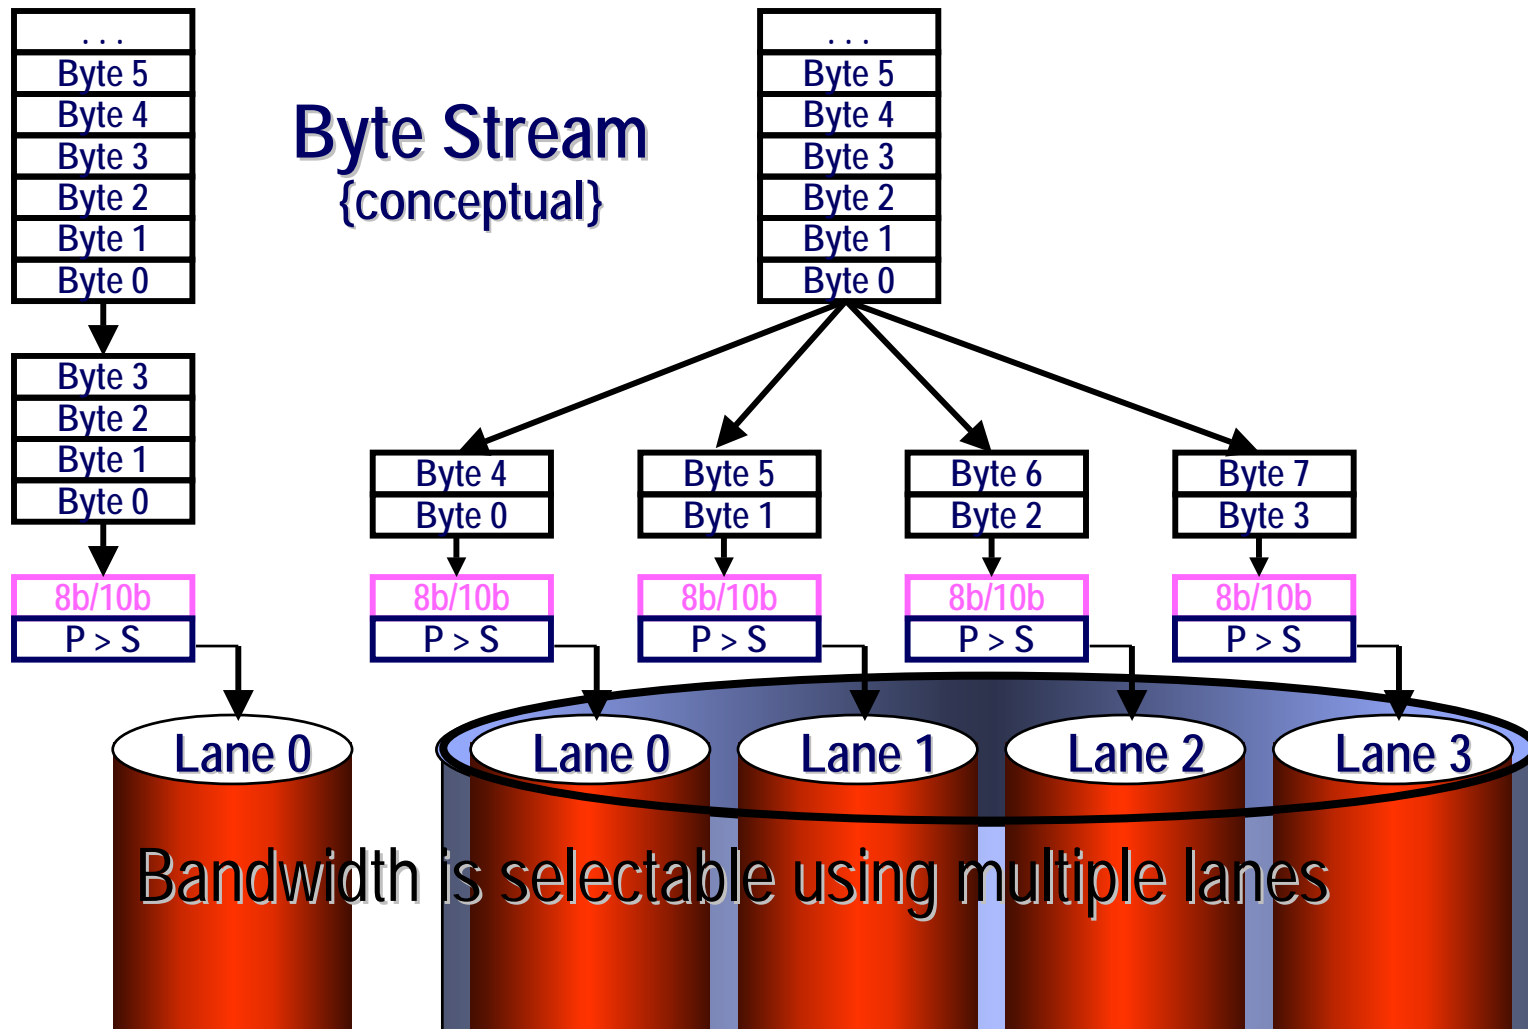 . . .
Byte 5
Byte 4
Byte 3
Byte 2
Byte 1
Byte 0
Byte Stream
{conceptual}
. . .
Byte 5
Byte 4
Byte 3
Byte 2
Byte 1
Byte 0
Byte 3
Byte 2
Byte 1
Byte 0
Byte 4
Byte 0
Byte 5
Byte 1
Byte 6
Byte 2
Byte 7
Byte 3
8b/10b
P > S
8b/10b
P > S
8b/10b
P > S
8b/10b
P > S
8b/10b
P > S
Lane 0
Lane 0
Lane 1
Lane 2
Lane 3
Bandwidth is selectable using multiple lanes